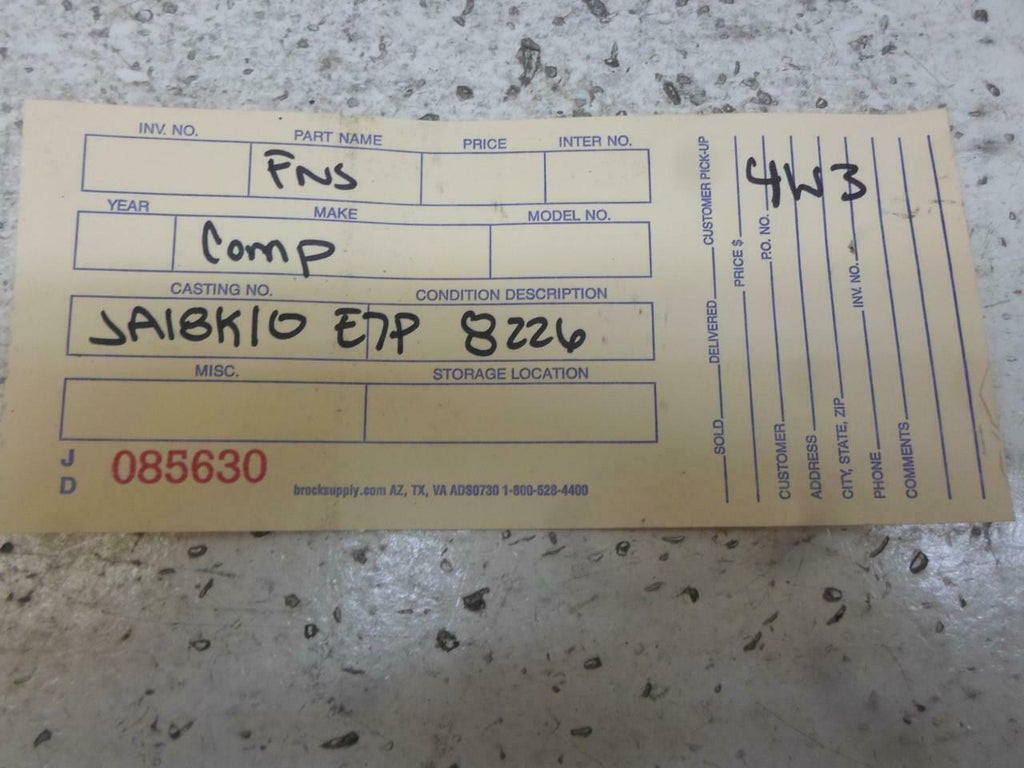 INV. NO. PART NAME PRICE INTER NO.
FNS
YEAR MAKE MODEL NO.
Comp
CASTING NO. CONDITION DESCRIPTION
JA18K10 E7P 8226
MISC. STORAGE LOCATION
J D 085630
brocksupply.com AZ, TX, VA ADS0730 1-800-528-4400
SOLD DELIVERED CUSTOMER PICK-UP
PRICE $
CUSTOMER P.O. NO.
ADDRESS
CITY, STATE, ZIP INV. NO.
PHONE
COMMENTS
4W3